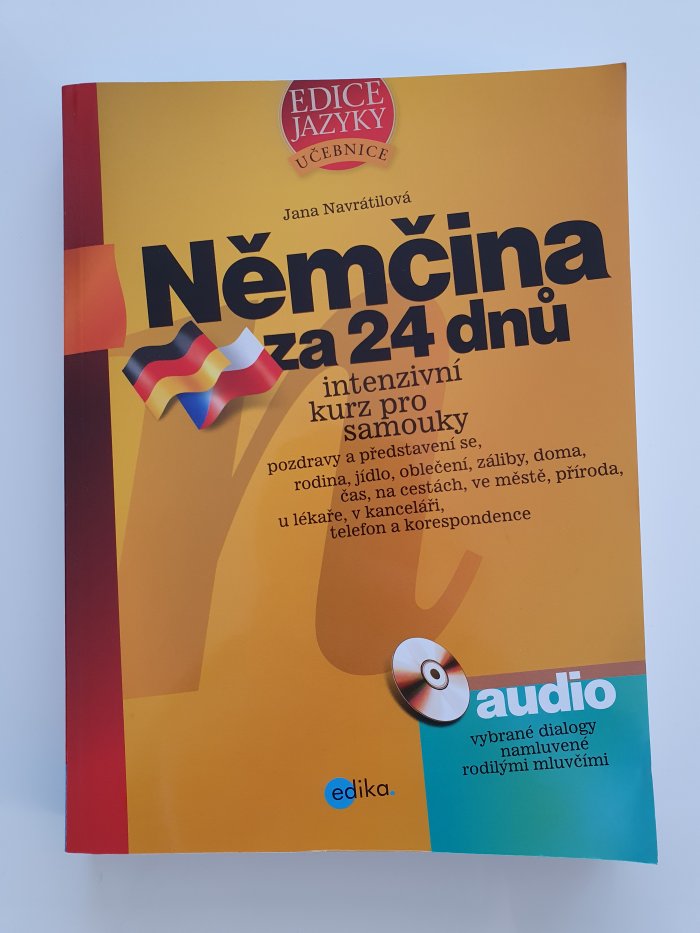 EDICE
JAZYKY
UČEBNICE
Jana Navrátilová
Němčina
za 24 dnů
intenzivní
kurz pro
samouky
pozdravy a představení se,
rodina, jídlo, oblečení, záliby, doma,
čas, na cestách, ve městě, příroda,
u lékaře, v kanceláři,
telefon a korespondence
audio
vybrané dialogy
namluvené
rodilými mluvčími
edika.